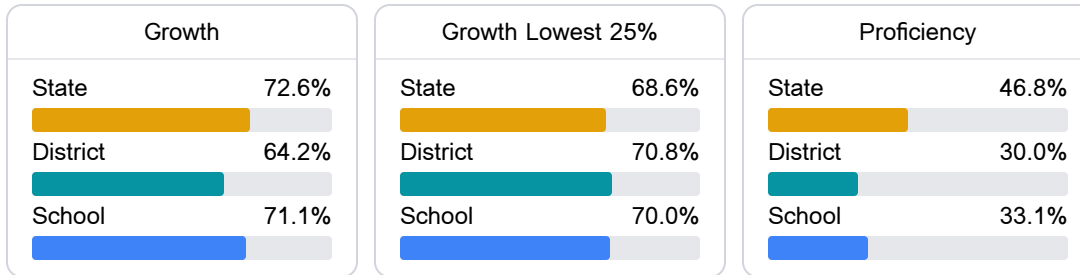 Growth
State 72.6%
District 64.2%
School 71.1%
Growth Lowest 25%
State 68.6%
District 70.8%
School 70.0%
Proficiency
State 46.8%
District 30.0%
School 33.1%